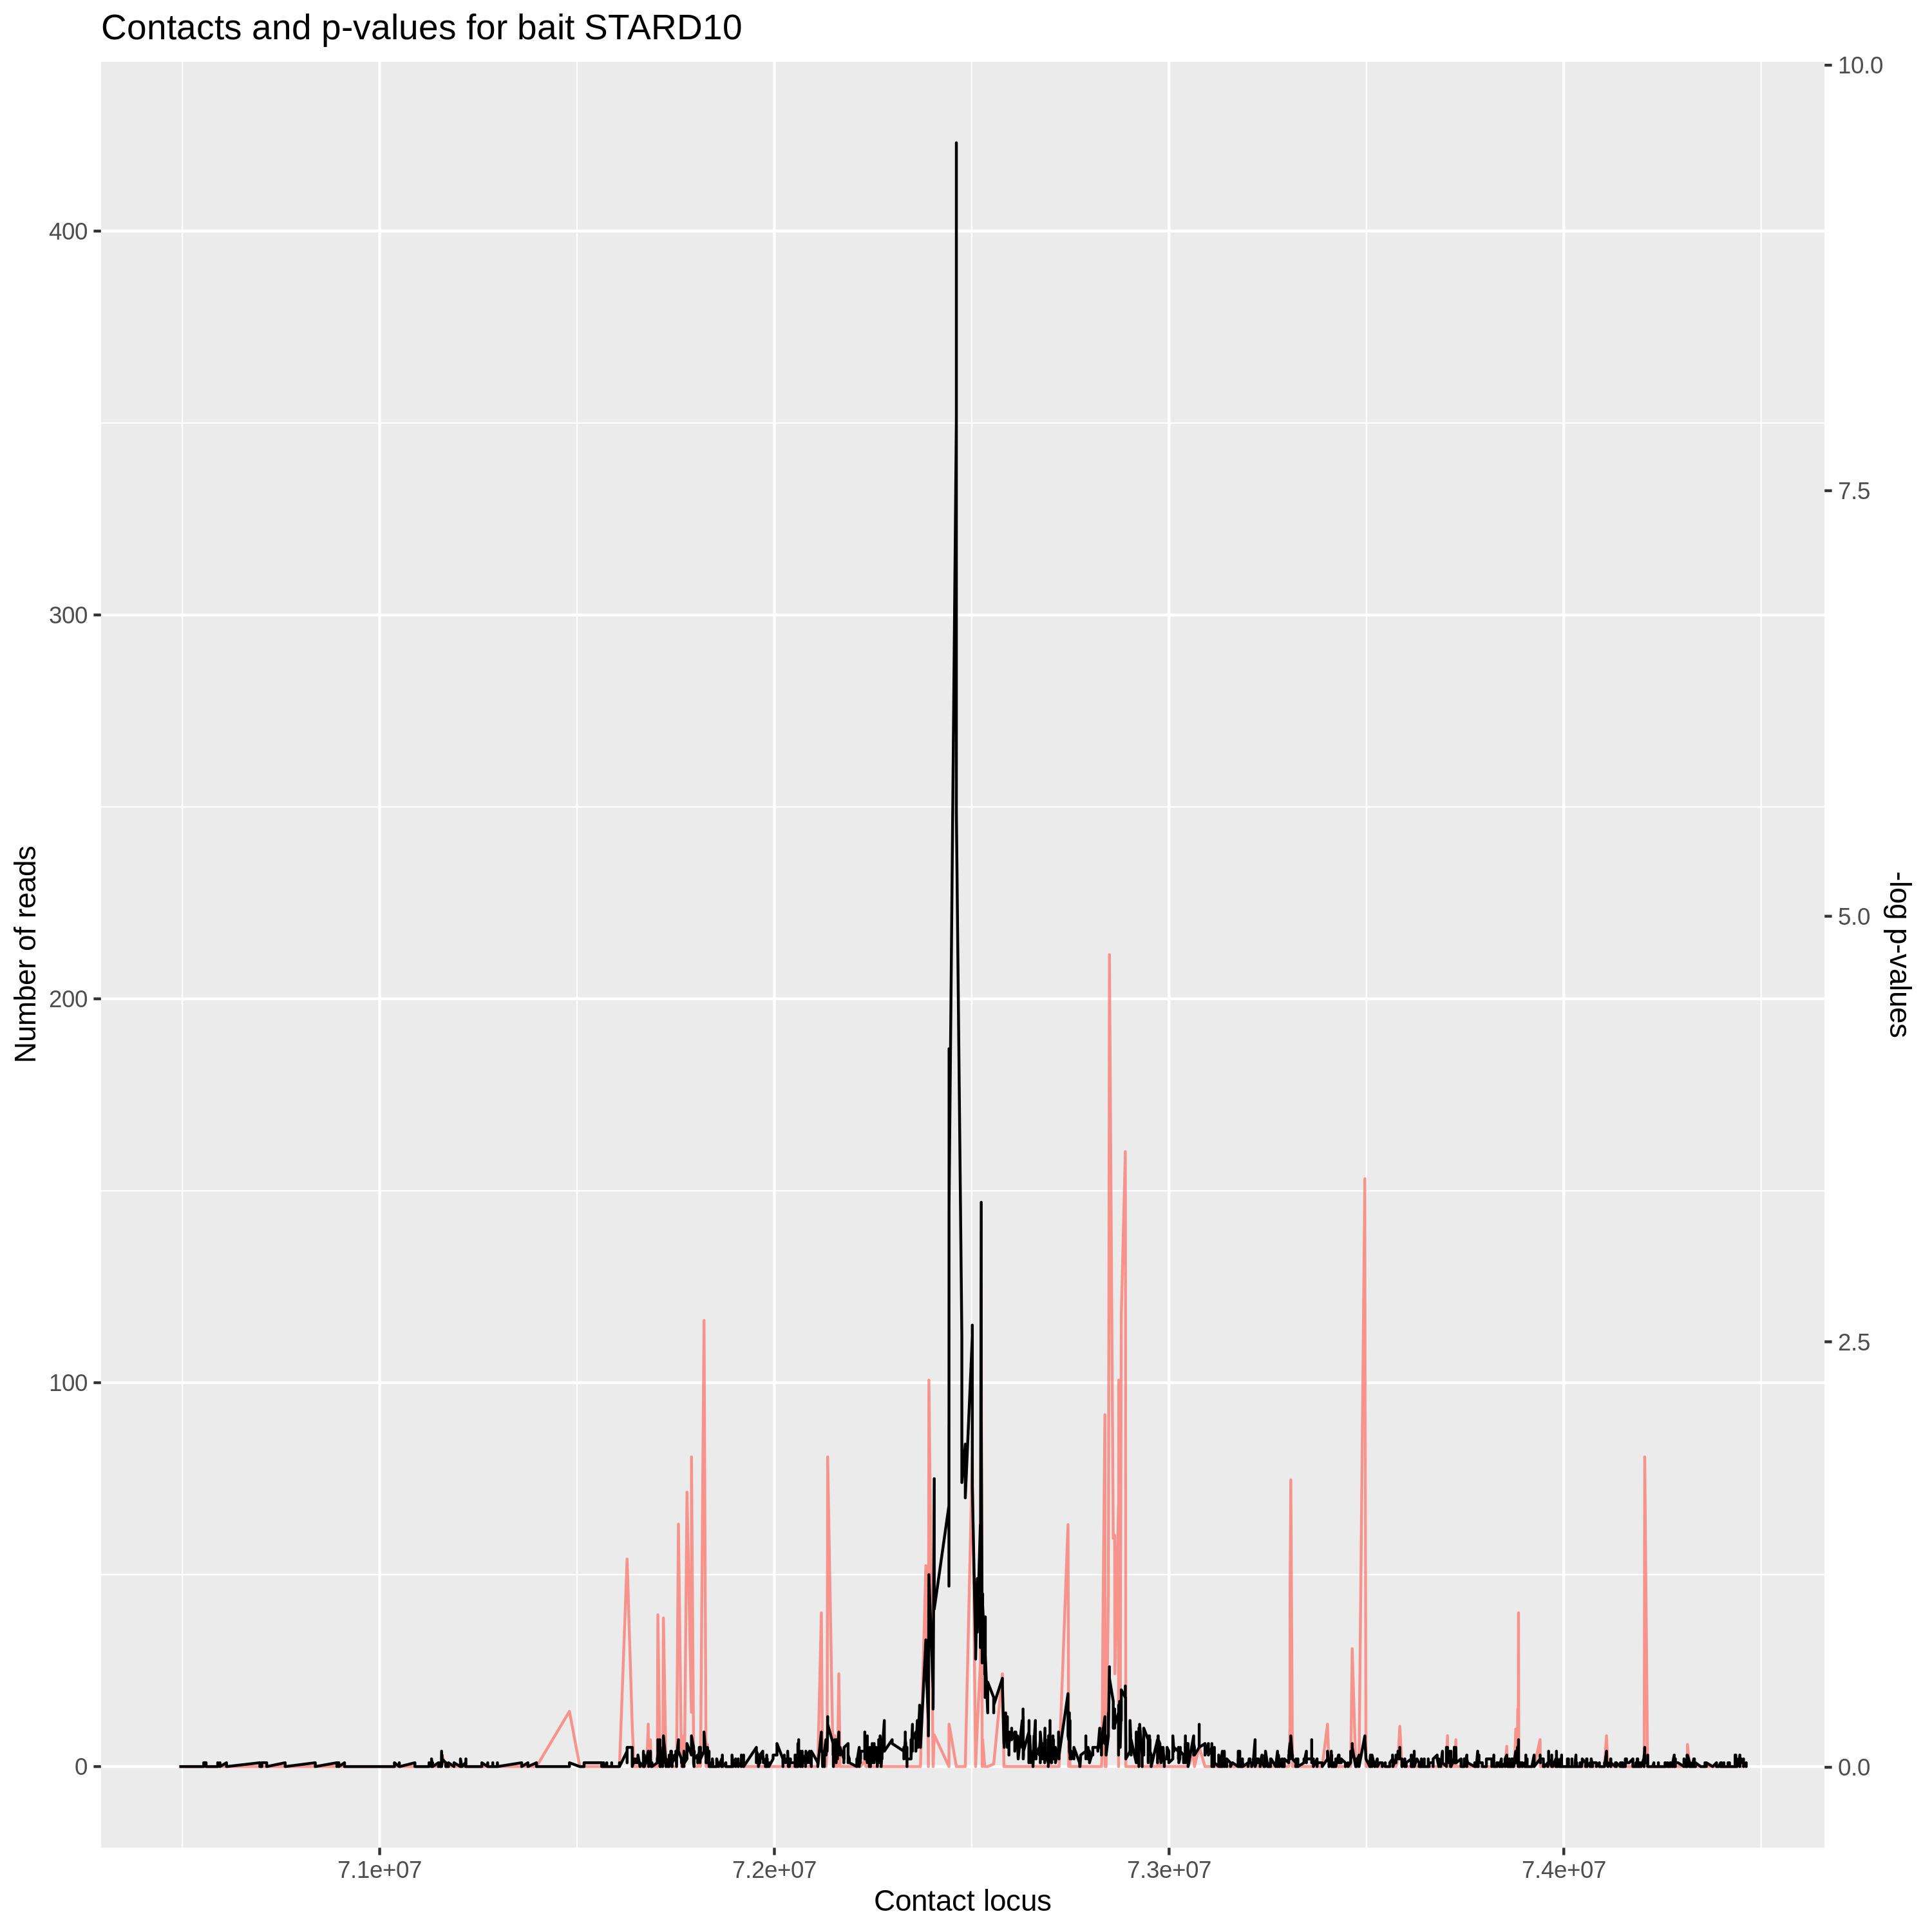 Contacts and p-values for bait STARD10
10.0
400
7.5
300
5.0
200
2.5
100
0
0.0
Number of reads
-log p-values
7.1e+07
7.2e+07
7.3e+07
7.4e+07
Contact locus